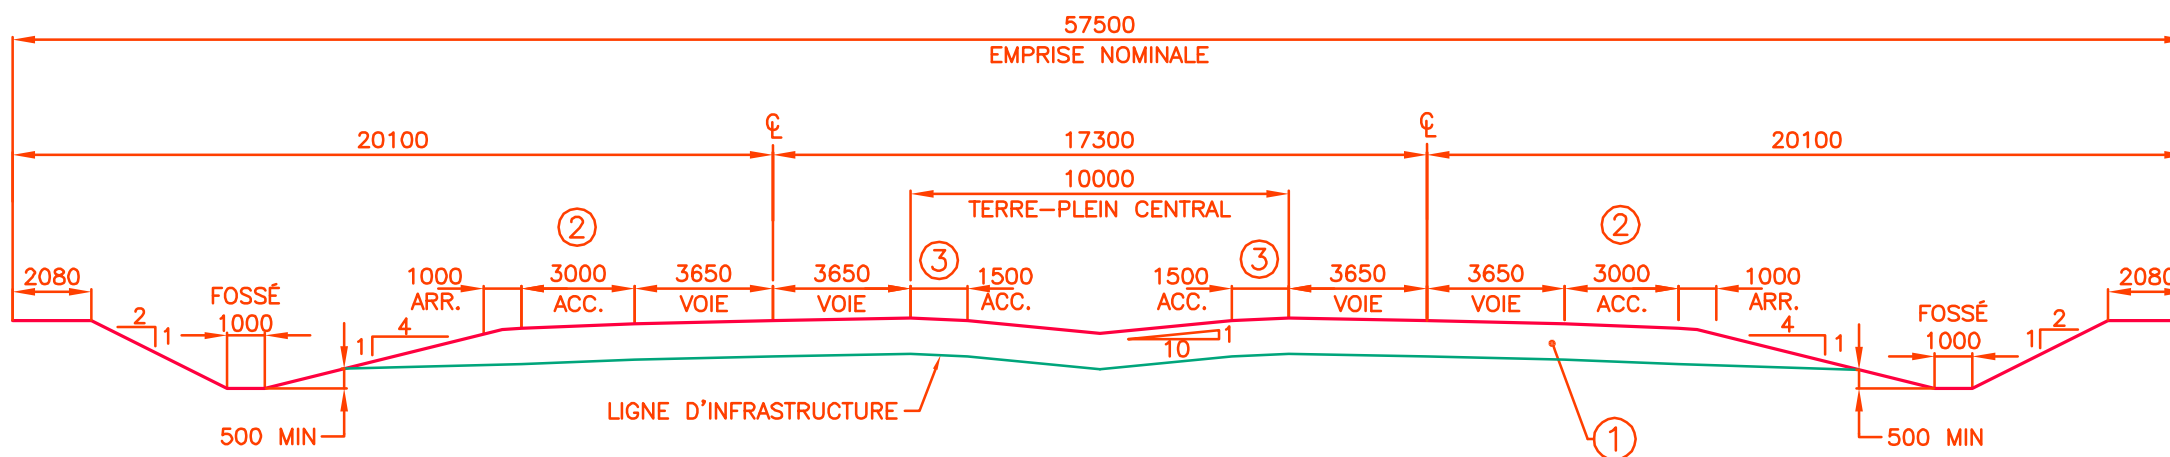 57500
EMPRISE NOMINALE
20100
℄
17300
℄
20100
10000
TERRE-PLEIN CENTRAL
2
3
3
2
2080
1000
ARR.
3000
ACC.
3650
VOIE
3650
VOIE
1500
ACC.
1500
ACC.
3650
VOIE
3650
VOIE
3000
ACC.
1000
ARR.
2080
2
1
FOSSÉ
1000
1
4
1
10
4
1
FOSSÉ
1000
2
1
500 MIN
LIGNE D'INFRASTRUCTURE
1
500 MIN